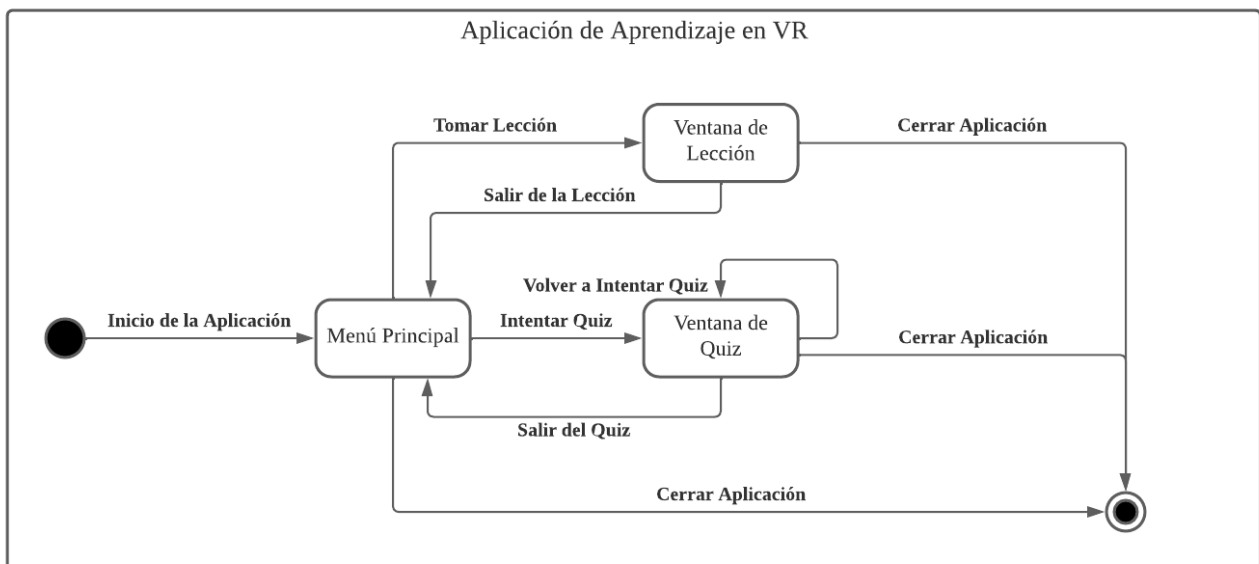 Aplicación de Aprendizaje en VR
Tomar Lección
Ventana de
Lección
Cerrar Aplicación
Salir de la Lección
Volver a Intentar Quiz
Inicio de la Aplicación
Menú Principal
Intentar Quiz
Ventana de
Quiz
Cerrar Aplicación
Salir del Quiz
Cerrar Aplicación